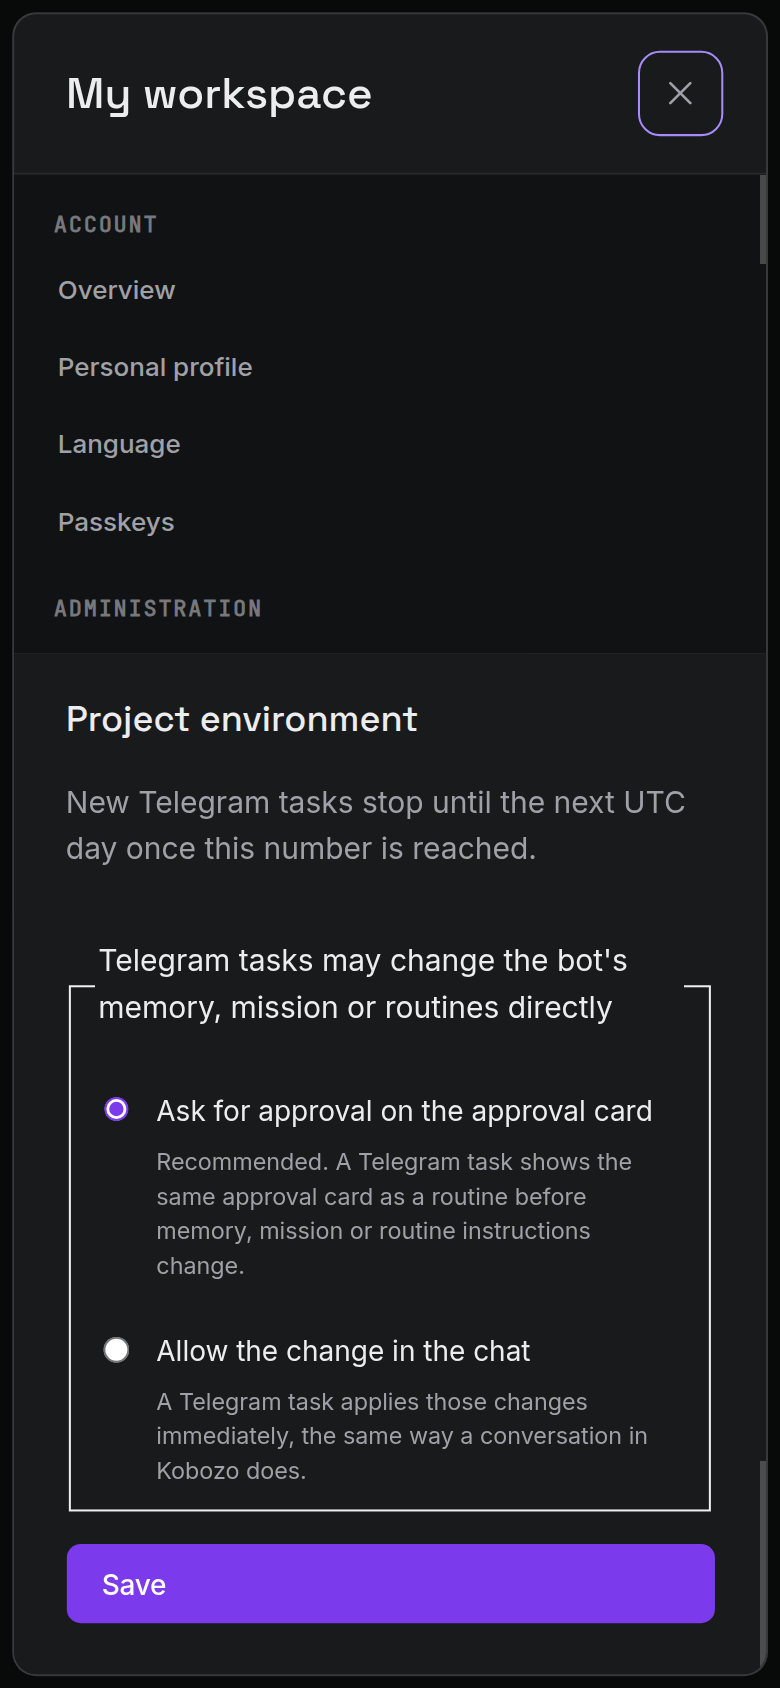 My workspace
ACCOUNT
Overview
Personal profile
Language
Passkeys
ADMINISTRATION
Project environment
New Telegram tasks stop until the next UTC
day once this number is reached.
Telegram tasks may change the bot's
memory, mission or routines directly
Ask for approval on the approval card
Recommended. A Telegram task shows the
same approval card as a routine before
memory, mission or routine instructions
change.
Allow the change in the chat
A Telegram task applies those changes
immediately, the same way a conversation in
Kobozo does.
Save